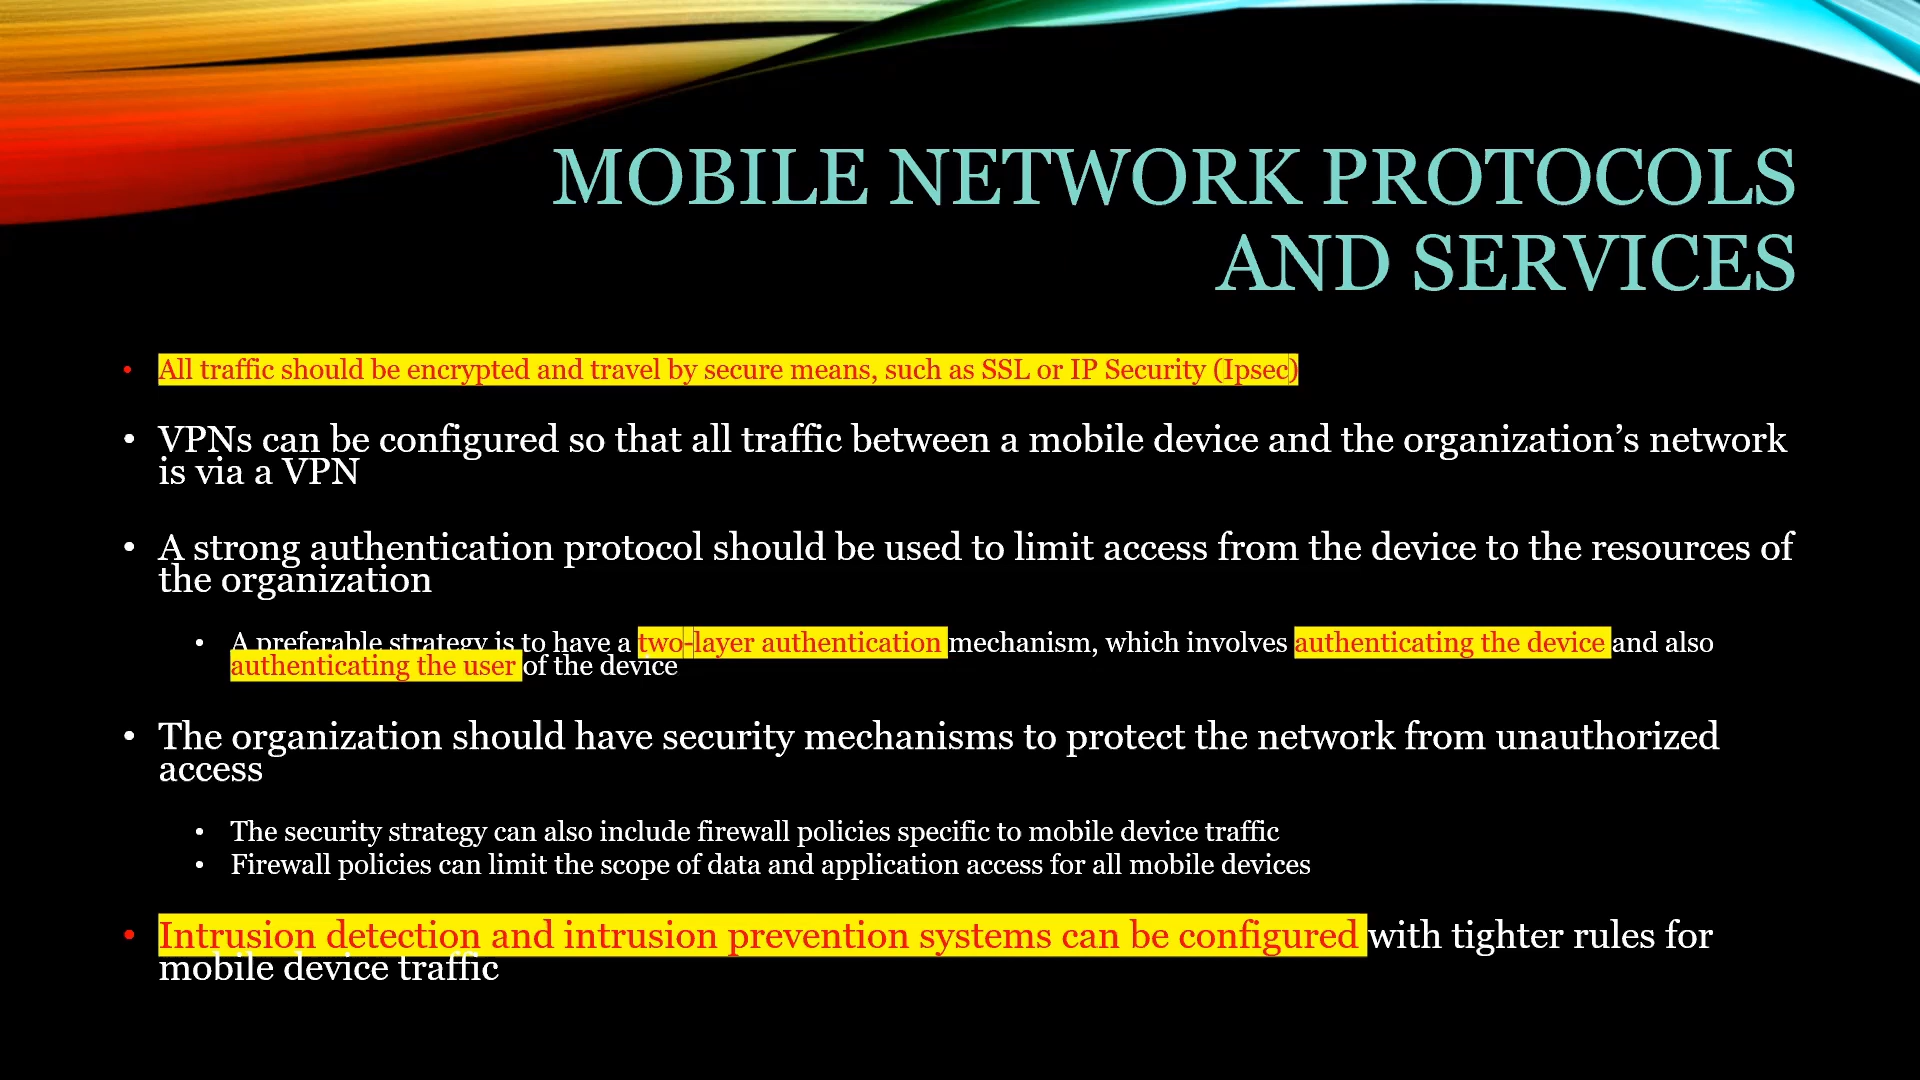 MOBILE NETWORK PROTOCOLS
AND SERVICES
• All traffic should be encrypted and travel by secure means, such as SSL or IP Security (Ipsec)
• VPNs can be configured so that all traffic between a mobile device and the organization’s network
is via a VPN
• A strong authentication protocol should be used to limit access from the device to the resources of
the organization
• A preferable strategy is to have a two-layer authentication mechanism, which involves authenticating the device and also
authenticating the user of the device
• The organization should have security mechanisms to protect the network from unauthorized
access
• The security strategy can also include firewall policies specific to mobile device traffic
• Firewall policies can limit the scope of data and application access for all mobile devices
• Intrusion detection and intrusion prevention systems can be configured with tighter rules for
mobile device traffic